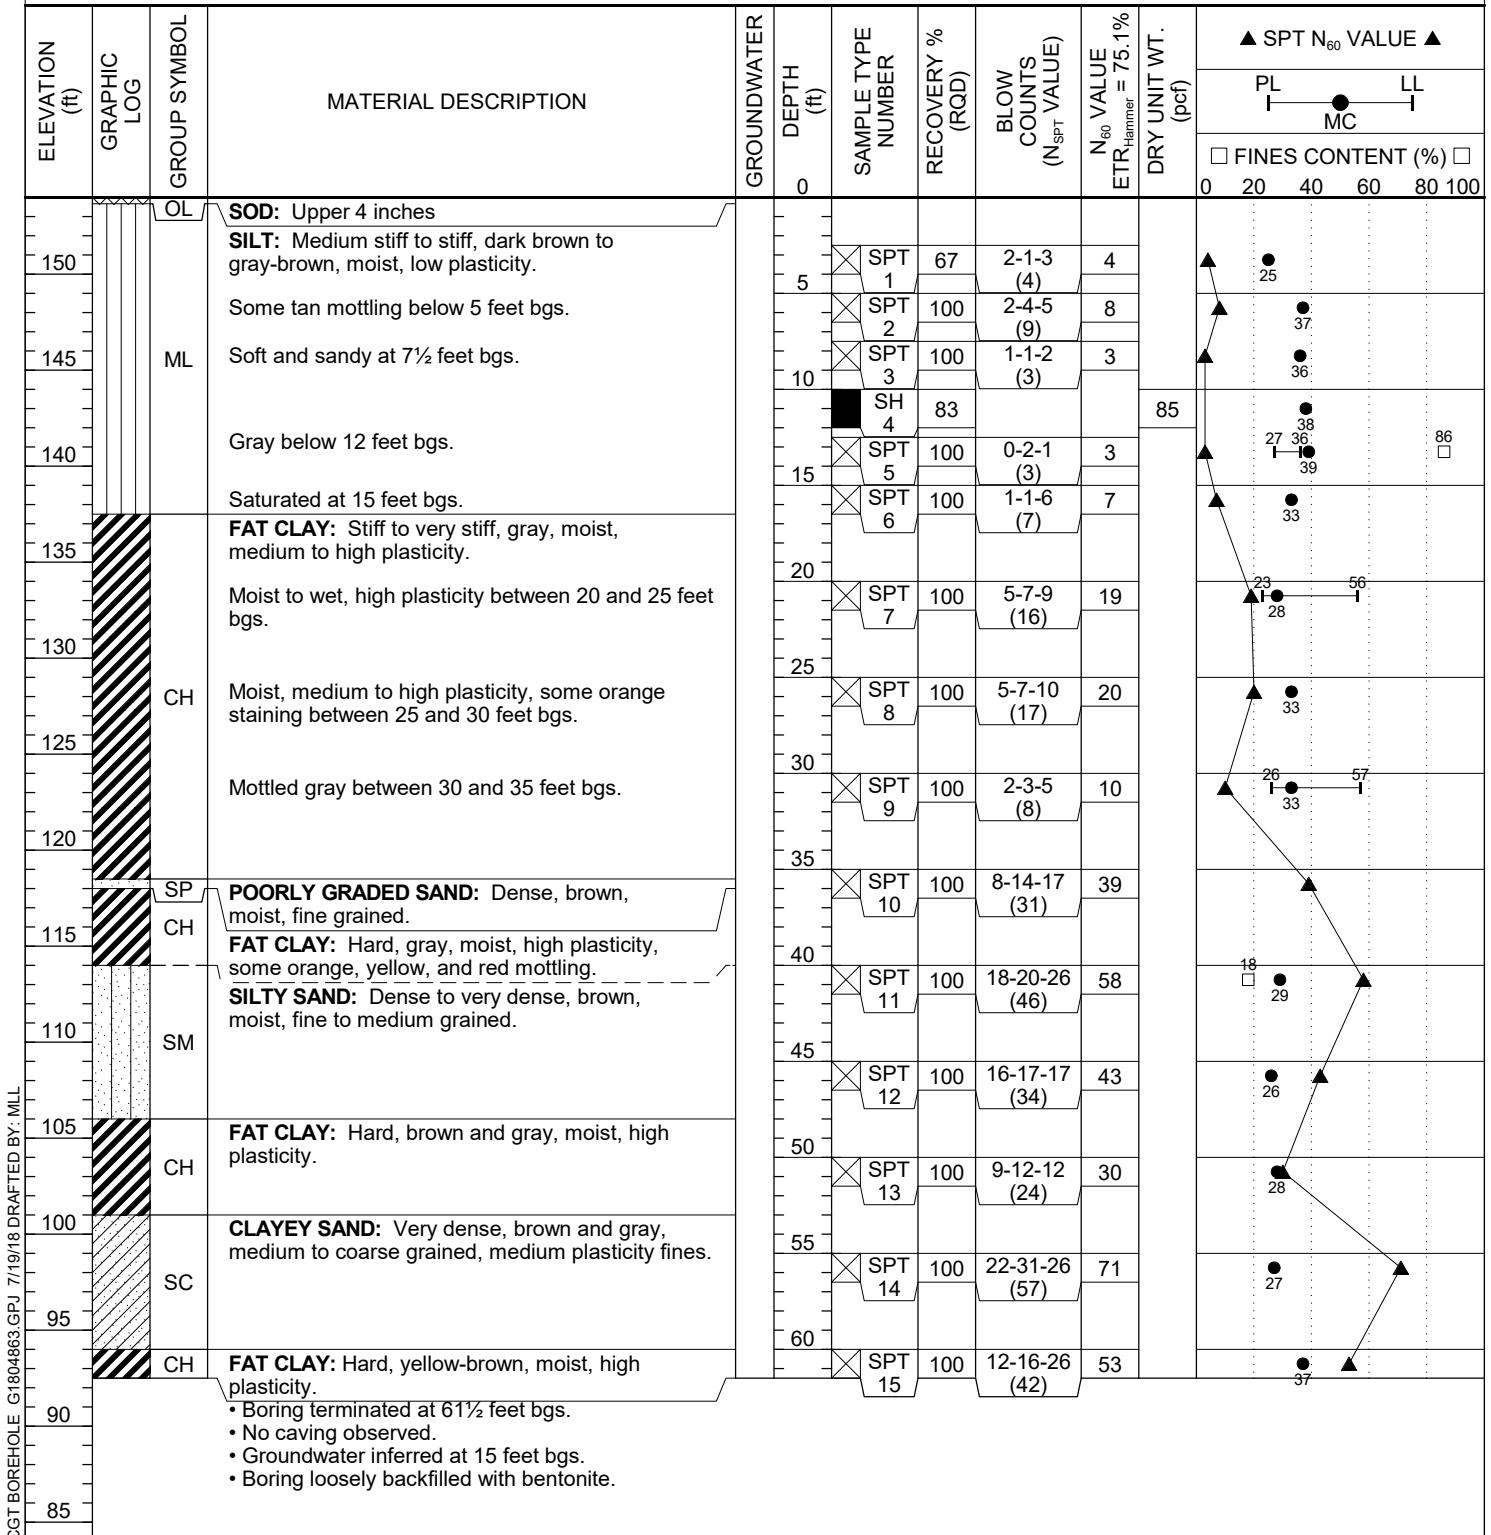 ELEVATION (ft)
GRAPHIC LOG
GROUP SYMBOL
MATERIAL DESCRIPTION
GROUNDWATER
DEPTH (ft)
0
SAMPLE TYPE NUMBER
RECOVERY % (RQD)
BLOW COUNTS (N_SPT VALUE)
N_60 VALUE ETR_Hammer = 75.1%
DRY UNIT WT. (pcf)
▲ SPT N_60 VALUE ▲
PL LL
MC
□ FINES CONTENT (%) □
0 20 40 60 80 100
OL SOD: Upper 4 inches
SILT: Medium stiff to stiff, dark brown to
gray-brown, moist, low plasticity.
150
SPT 67 2-1-3 4
5 1 (4)
25
Some tan mottling below 5 feet bgs.
SPT 100 2-4-5 8
2 (9)
37
145 ML Soft and sandy at 7½ feet bgs.
SPT 100 1-1-2 3
10 3 (3)
36
SH 83 85
4
38
Gray below 12 feet bgs.
27 36 86
140
SPT 100 0-2-1 3
15 5 (3)
39
Saturated at 15 feet bgs.
SPT 100 1-1-6 7
6 (7)
33
FAT CLAY: Stiff to very stiff, gray, moist,
medium to high plasticity.
135
20
23 56
Moist to wet, high plasticity between 20 and 25 feet
bgs.
SPT 100 5-7-9 19
7 (16)
28
130
25
CH Moist, medium to high plasticity, some orange
staining between 25 and 30 feet bgs.
SPT 100 5-7-10 20
8 (17)
33
125
30
26 57
Mottled gray between 30 and 35 feet bgs.
SPT 100 2-3-5 10
9 (8)
33
120
35
SP POORLY GRADED SAND: Dense, brown,
moist, fine grained.
SPT 100 8-14-17 39
10 (31)
115 CH FAT CLAY: Hard, gray, moist, high plasticity,
some orange, yellow, and red mottling.
40
18
SPT 100 18-20-26 58
11 (46)
29
SILTY SAND: Dense to very dense, brown,
moist, fine to medium grained.
110 SM
45
SPT 100 16-17-17 43
12 (34)
26
105
FAT CLAY: Hard, brown and gray, moist, high
plasticity.
50
CH
SPT 100 9-12-12 30
13 (24)
28
100
CLAYEY SAND: Very dense, brown and gray,
medium to coarse grained, medium plasticity fines.
55
SC
SPT 100 22-31-26 71
14 (57)
27
95
60
CH FAT CLAY: Hard, yellow-brown, moist, high
plasticity.
SPT 100 12-16-26 53
15 (42)
37
90
• Boring terminated at 61½ feet bgs.
• No caving observed.
• Groundwater inferred at 15 feet bgs.
• Boring loosely backfilled with bentonite.
85
CGT BOREHOLE G1804863.GPJ 7/19/18 DRAFTED BY: MLL